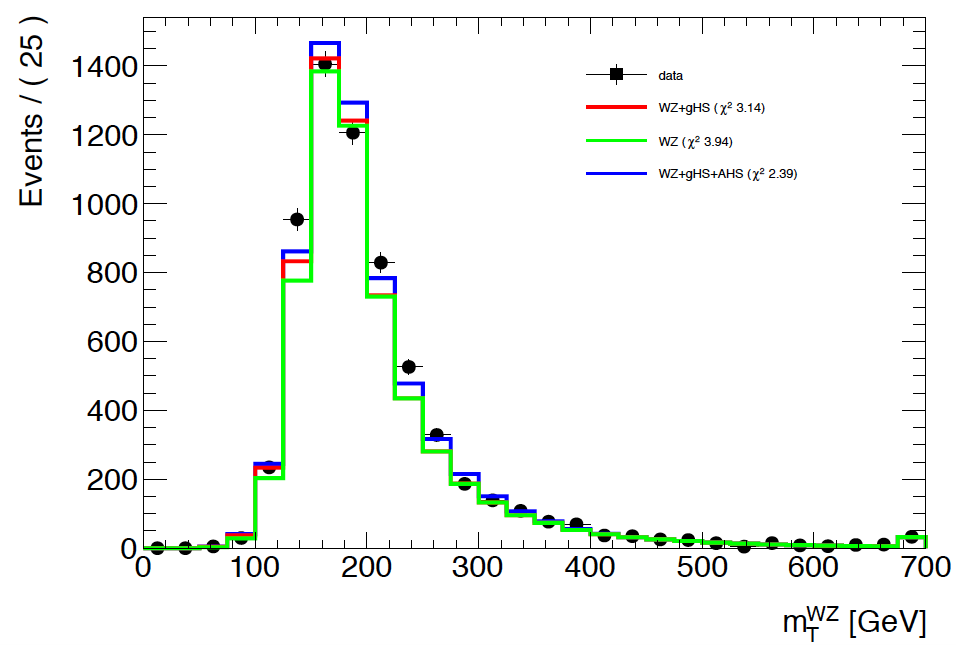 Events / ( 25 )
1400
1200
1000
800
600
400
200
0
data
WZ+gHS ( χ² 3.14)
WZ (χ² 3.94)
WZ+gHS+AHS (χ² 2.39)
0 100 200 300 400 500 600 700
m_T^WZ [GeV]